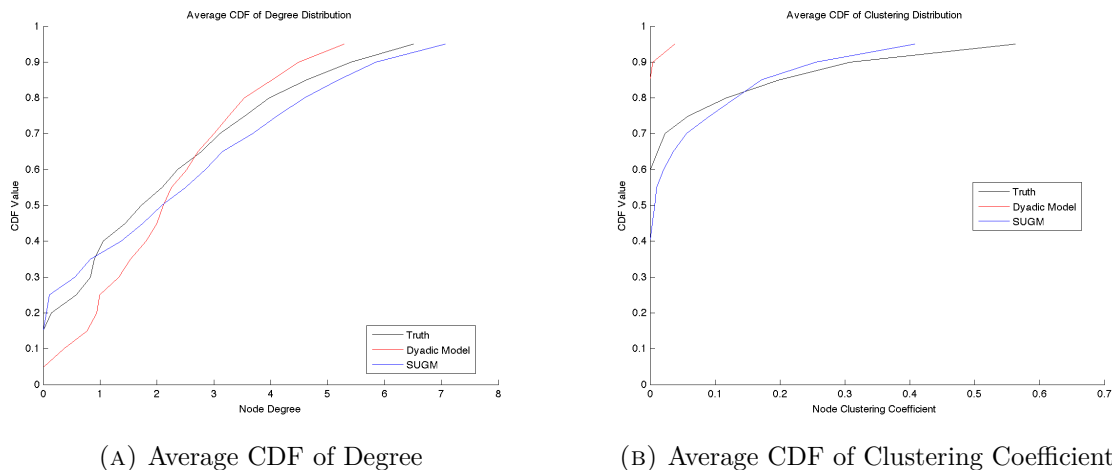 Average CDF of Degree Distribution
1
0.9
0.8
0.7
0.6
0.5
0.4
0.3
0.2
0.1
0
CDF Value
0 1 2 3 4 5 6 7 8
Node Degree
Truth
Dyadic Model
SUGM
(A) Average CDF of Degree
Average CDF of Clustering Distribution
1
0.9
0.8
0.7
0.6
0.5
0.4
0.3
0.2
0.1
0
CDF Value
0 0.1 0.2 0.3 0.4 0.5 0.6 0.7
Node Clustering Coefficient
Truth
Dyadic Model
SUGM
(B) Average CDF of Clustering Coefficient